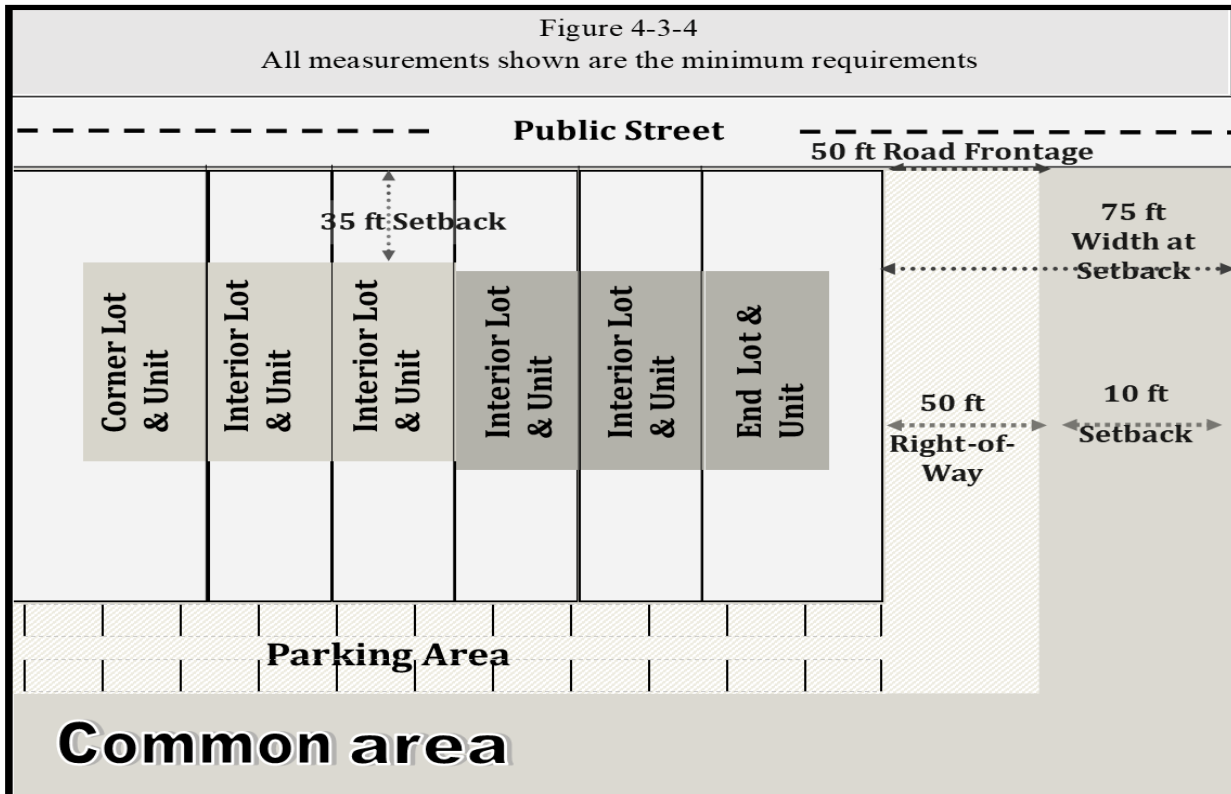 Figure 4-3-4
All measurements shown are the minimum requirements
Public Street
50 ft Road Frontage
35 ft Setback
75 ft
Width at
Setback
Corner Lot
& Unit
Interior Lot
& Unit
Interior Lot
& Unit
Interior Lot
& Unit
Interior Lot
& Unit
End Lot &
Unit
50 ft
Right-of-
Way
10 ft
Setback
Parking Area
Common area